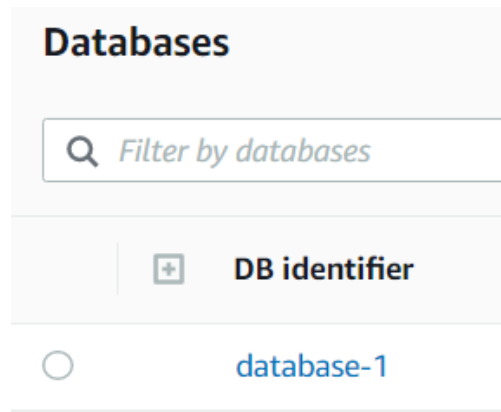 Databases
Filter by databases
DB identifier
database-1